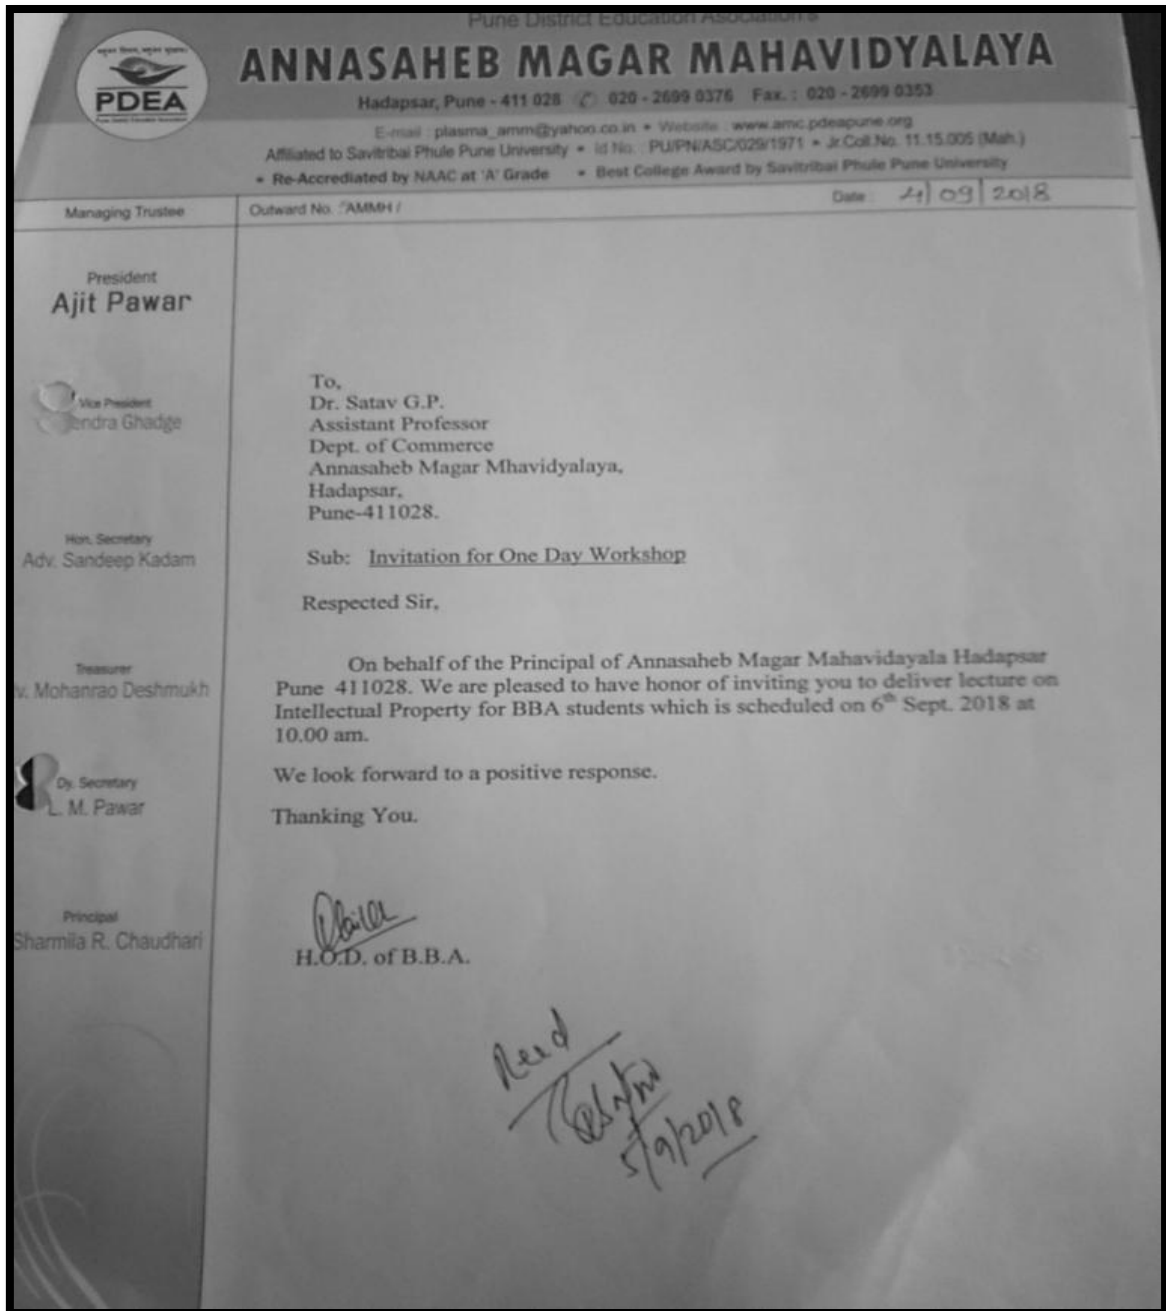 Pune District Education Asociation's
ANNASAHEB MAGAR MAHAVIDYALAYA
PDEA
Hadapsar, Pune - 411 028 ✆ 020 - 2699 0376 Fax. : 020 - 2699 0353
E-mail : plasma_amm@yahoo.co.in • Website : www.amc.pdeapune.org
Affiliated to Savitribai Phule Pune University • Id No. : PU/PN/ASC/029/1971 • Jr.Coll.No. 11.15.005 (Mah.)
• Re-Accrediated by NAAC at 'A' Grade • Best College Award by Savitribai Phule Pune University
Managing Trustee
Outward No. : AMMH /
Date : 4/09/2018
President
Ajit Pawar
Vice President
endra Ghadge
Hon. Secretary
Adv. Sandeep Kadam
Treasurer
v. Mohanrao Deshmukh
Dy. Secretary
L. M. Pawar
Principal
Sharmila R. Chaudhari
To,
Dr. Satav G.P.
Assistant Professor
Dept. of Commerce
Annasaheb Magar Mhavidyalaya,
Hadapsar,
Pune-411028.
Sub: Invitation for One Day Workshop
Respected Sir,
On behalf of the Principal of Annasaheb Magar Mahavidayala Hadapsar
Pune 411028. We are pleased to have honor of inviting you to deliver lecture on
Intellectual Property for BBA students which is scheduled on 6th Sept. 2018 at
10.00 am.
We look forward to a positive response.
Thanking You.
H.O.D. of B.B.A.
5/9/2018